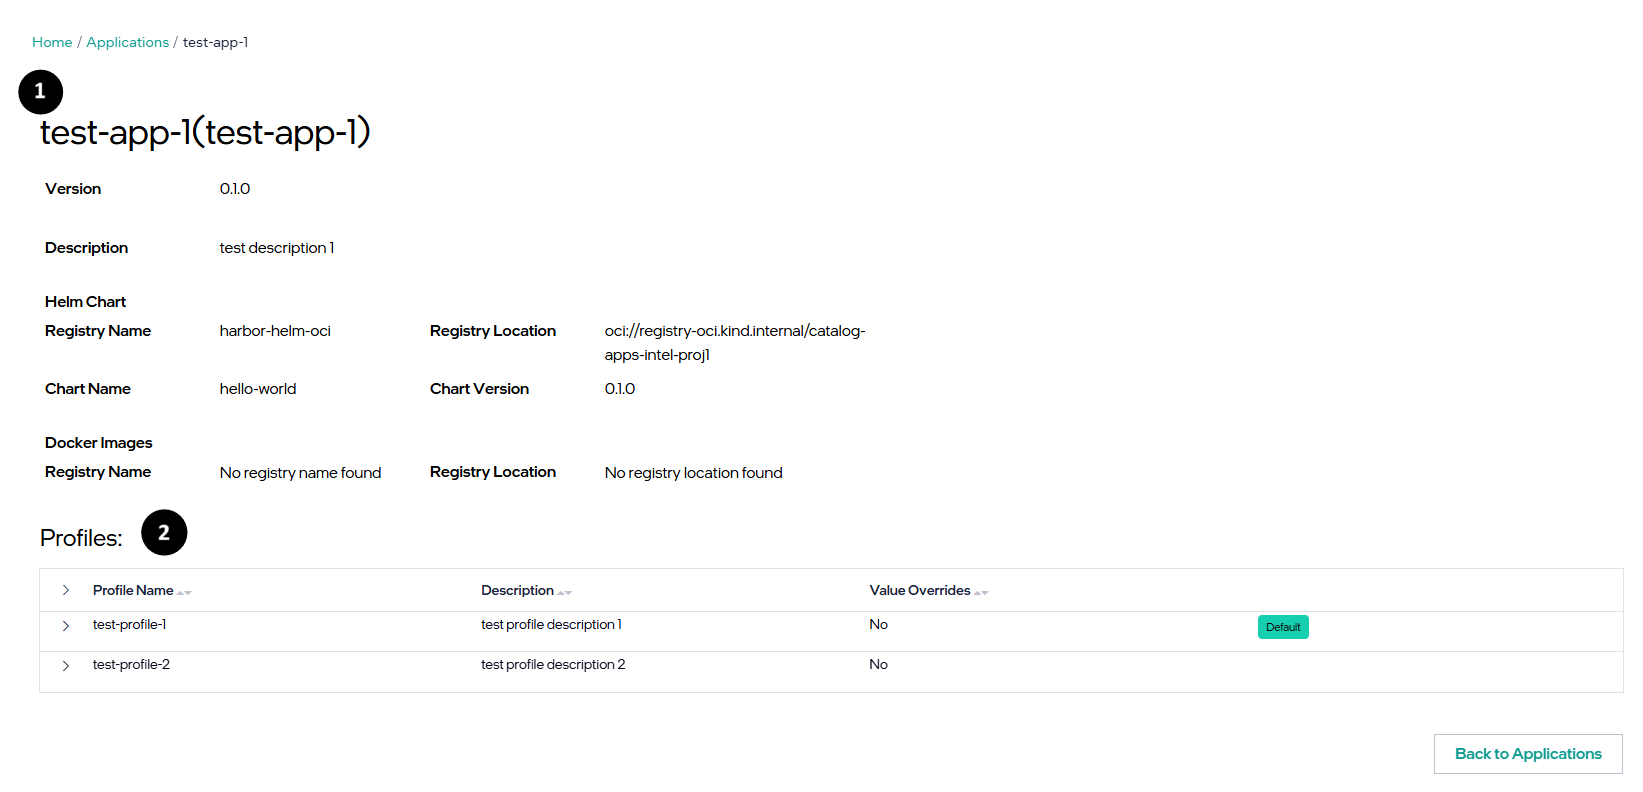 Home / Applications / test-app-1
1
test-app-1(test-app-1)
Version 0.1.0
Description test description 1
Helm Chart
Registry Name harbor-helm-oci Registry Location oci://registry-oci.kind.internal/catalog-
apps-intel-proj1
Chart Name hello-world Chart Version 0.1.0
Docker Images
Registry Name No registry name found Registry Location No registry location found
Profiles: 2
Profile Name Description Value Overrides
test-profile-1 test profile description 1 No Default
test-profile-2 test profile description 2 No
Back to Applications